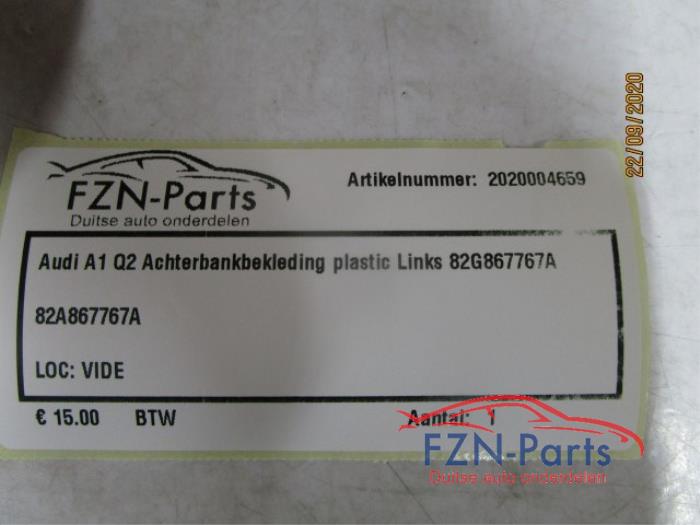 22/09/2020
FZN-Parts
Duitse auto onderdelen
Artikelnummer: 2020004659
Audi A1 Q2 Achterbankbekleding plastic Links 82G867767A
82A867767A
LOC: VIDE
€ 15.00 BTW Aantal: 1
FZN-Parts
Duitse auto onderdelen